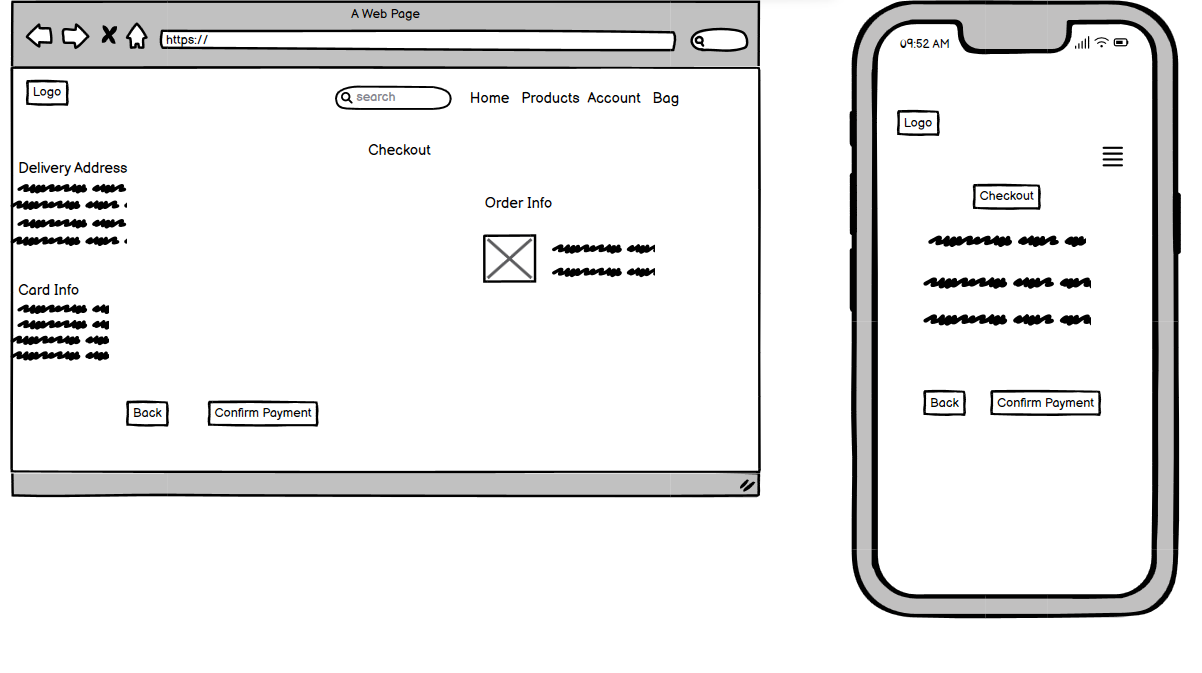 A Web Page
https://
Logo
search
Home Products Account Bag
Checkout
Delivery Address
Order Info
Card Info
Back Confirm Payment
09:52 AM
Logo
Checkout
Back Confirm Payment